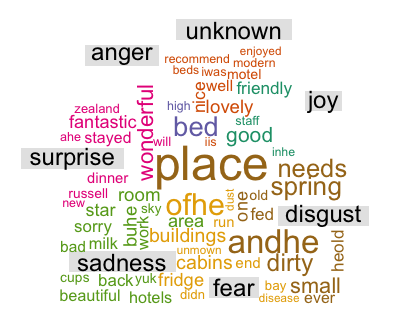 unknown
anger
recommend enjoyed
beds iwas modern
motel
joy
zealand
wonderful
high
nice
well
friendly
lovely
fantastic
ahe stayed
will
bed
staff
good
iis
surprise
place
inhe
dinner
needs
russell
new
room
spring
star
sky
ofhe
dust
one
old
fed
disgust
sorry
buhe
work
area
run
bad milk
buildings
andhe
heold
sadness
unmown
cabins
end
dirty
cups
back
yuk
fridge
fear
bay
small
beautiful
hotels
didn
disease
ever